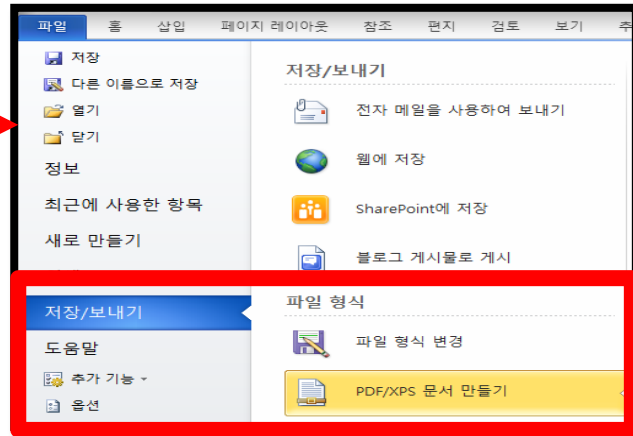 파일 홈 삽입 페이지 레이아웃 참조 편지 검토 보기
저장
다른 이름으로 저장
열기
닫기
정보
최근에 사용한 항목
새로 만들기
저장/보내기
도움말
추가 기능
옵션
저장/보내기
전자 메일을 사용하여 보내기
웹에 저장
SharePoint에 저장
블로그 게시물로 게시
파일 형식
파일 형식 변경
PDF/XPS 문서 만들기